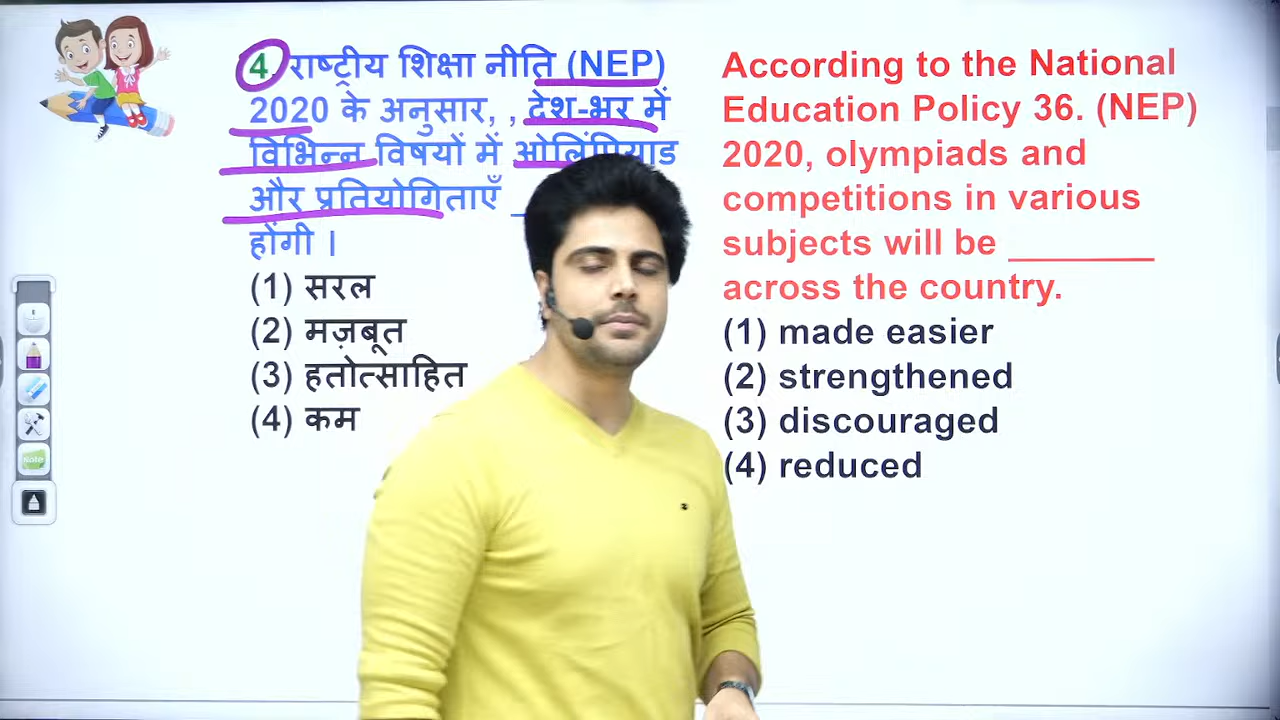 4 राष्ट्रीय शिक्षा नीति (NEP)
2020 के अनुसार, , देश-भर में
विभिन्न विषयों में ओलिंपियाड
और प्रतियोगिताएँ _
होंगी ।
(1) सरल
(2) मज़बूत
(3) हतोत्साहित
(4) कम
According to the National
Education Policy 36. (NEP)
2020, olympiads and
competitions in various
subjects will be _______
across the country.
(1) made easier
(2) strengthened
(3) discouraged
(4) reduced
Note